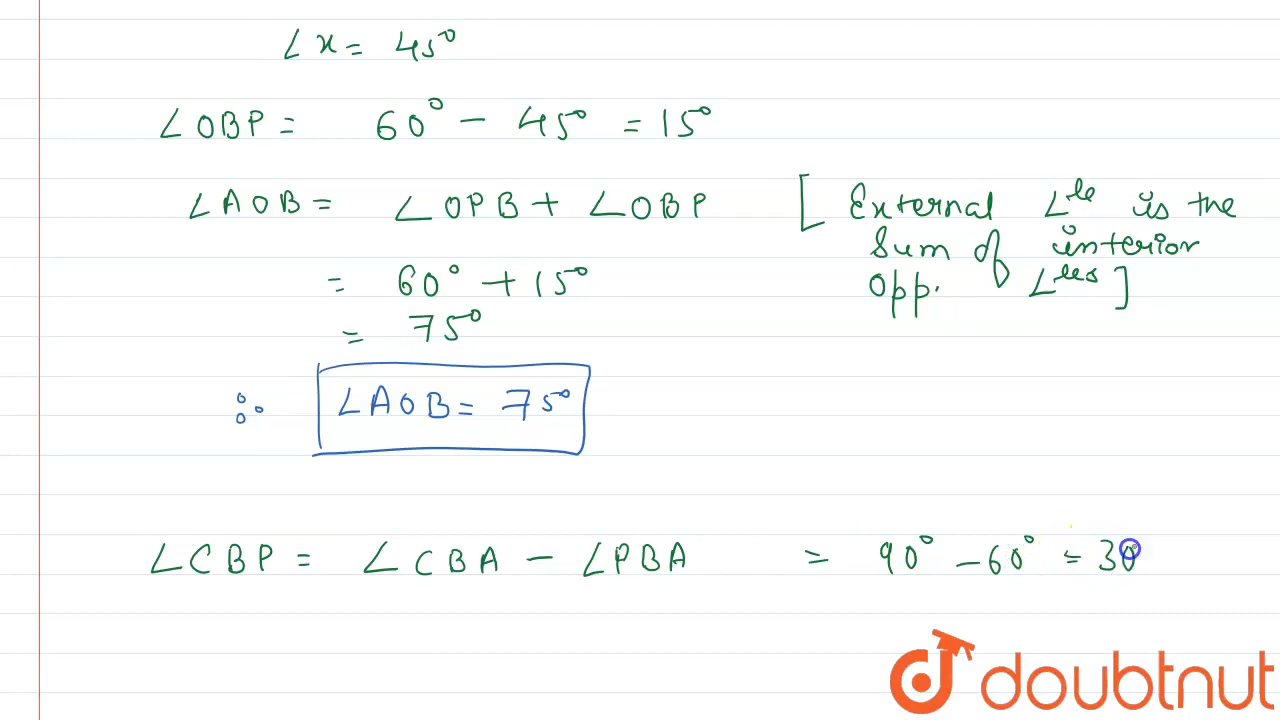 ∠x = 45°
∠OBP = 60° - 45° = 15°
∠AOB = ∠OPB + ∠OBP [ External ∠le is the
Sum of interior
= 60° + 15° opp. ∠les ]
= 75°
∴ ∠AOB = 75°
∠CBP = ∠CBA - ∠PBA = 90° - 60° = 30°
doubtnut